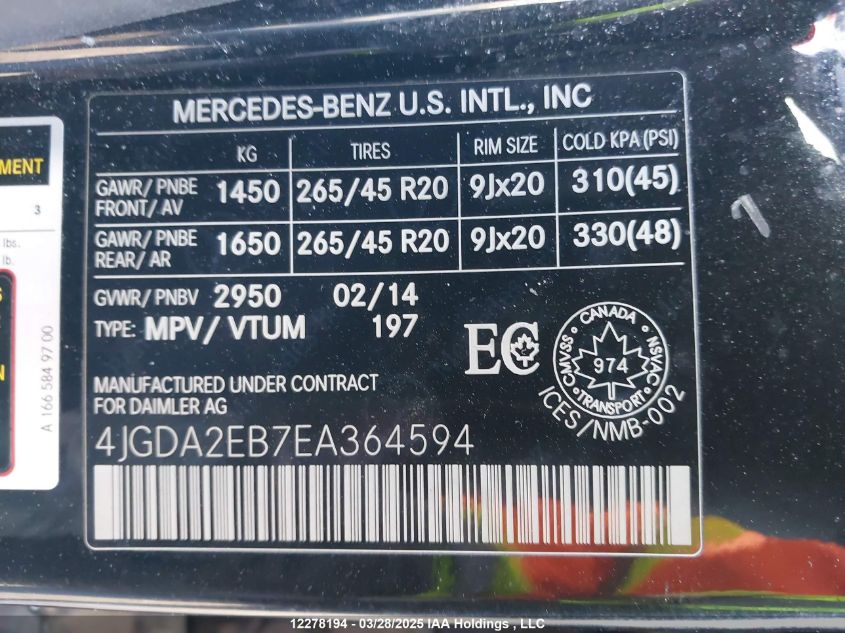 MERCEDES-BENZ U.S. INTL., INC
KG TIRES RIM SIZE COLD KPA (PSI)
GAWR/ PNBE FRONT/ AV 1450 265/45 R20 9Jx20 310(45)
GAWR/ PNBE REAR/ AR 1650 265/45 R20 9Jx20 330(48)
GVWR/ PNBV 2950 02/14
TYPE: MPV/ VTUM 197
EC
CANADA
CMVSS 974 NSVAC
TRANSPORT
ICES/NMB-002
MANUFACTURED UNDER CONTRACT
FOR DAIMLER AG
4JGDA2EB7EA364594
MENT
3
lbs.
lb.
S
N
A 166 584 97 00
12278194 - 03/28/2025 IAA Holdings , LLC